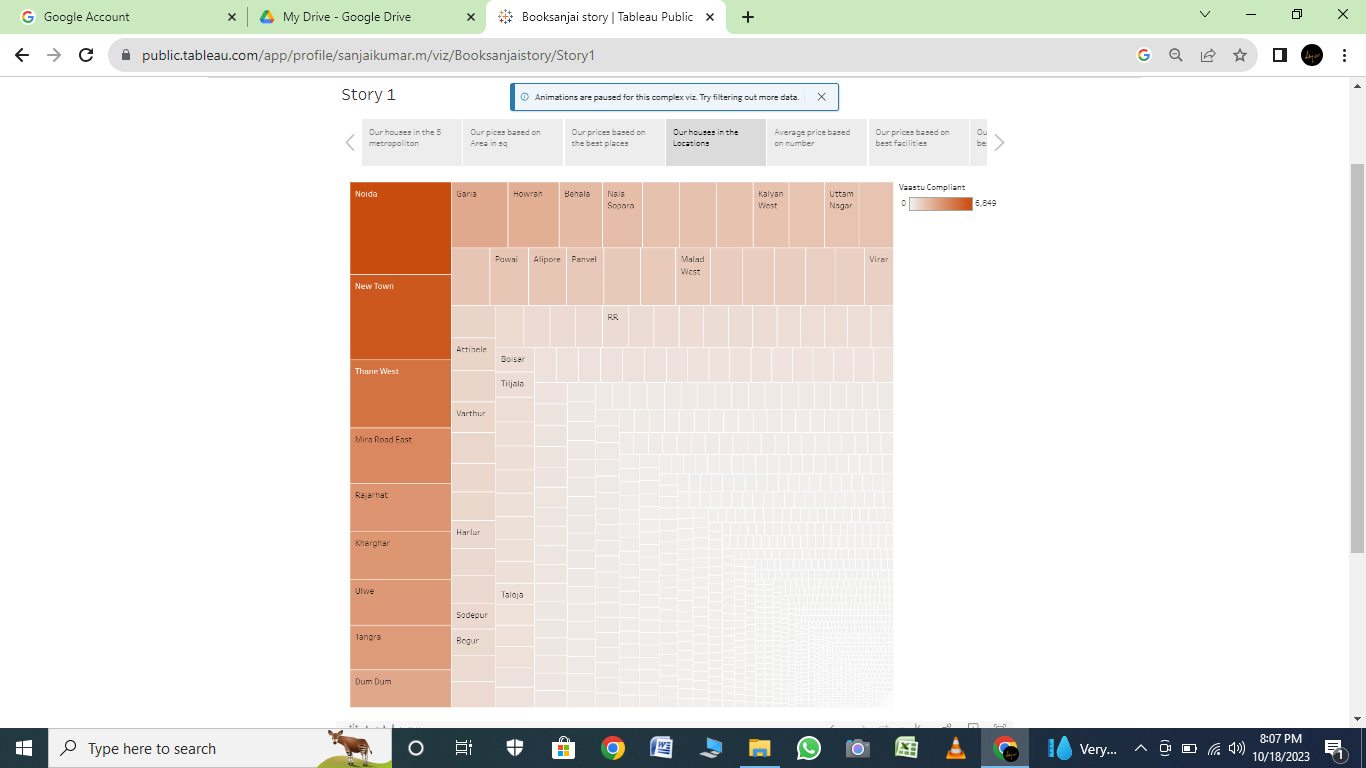 Google Account
My Drive - Google Drive
Booksanjai story | Tableau Public
public.tableau.com/app/profile/sanjaikumar.m/viz/Booksanjaistory/Story1
Story 1
Animations are paused for this complex viz. Try filtering out more data.
Our houses in the 5
metropoliton
Our pices based on
Area in sq
Our prices based on
the best places
Our houses in the
Locations
Average price based
on number
Our prices based on
best facilities
Ou
be
Vaastu Compliant
0
6,849
Noida
New Town
Thane West
Mira Road East
Rajarhat
Kharghar
Ulwe
Tangra
Dum Dum
Garia
Howrah
Behala
Nala
Sopara
Kalyan
West
Uttam
Nagar
Powai
Alipore
Panvel
Malad
West
Virar
RR
Attibele
Boisar
Tiljala
Varthur
Harlur
Taloja
Sodepur
Begur
Type here to search
Very...
8:07 PM
10/18/2023
1